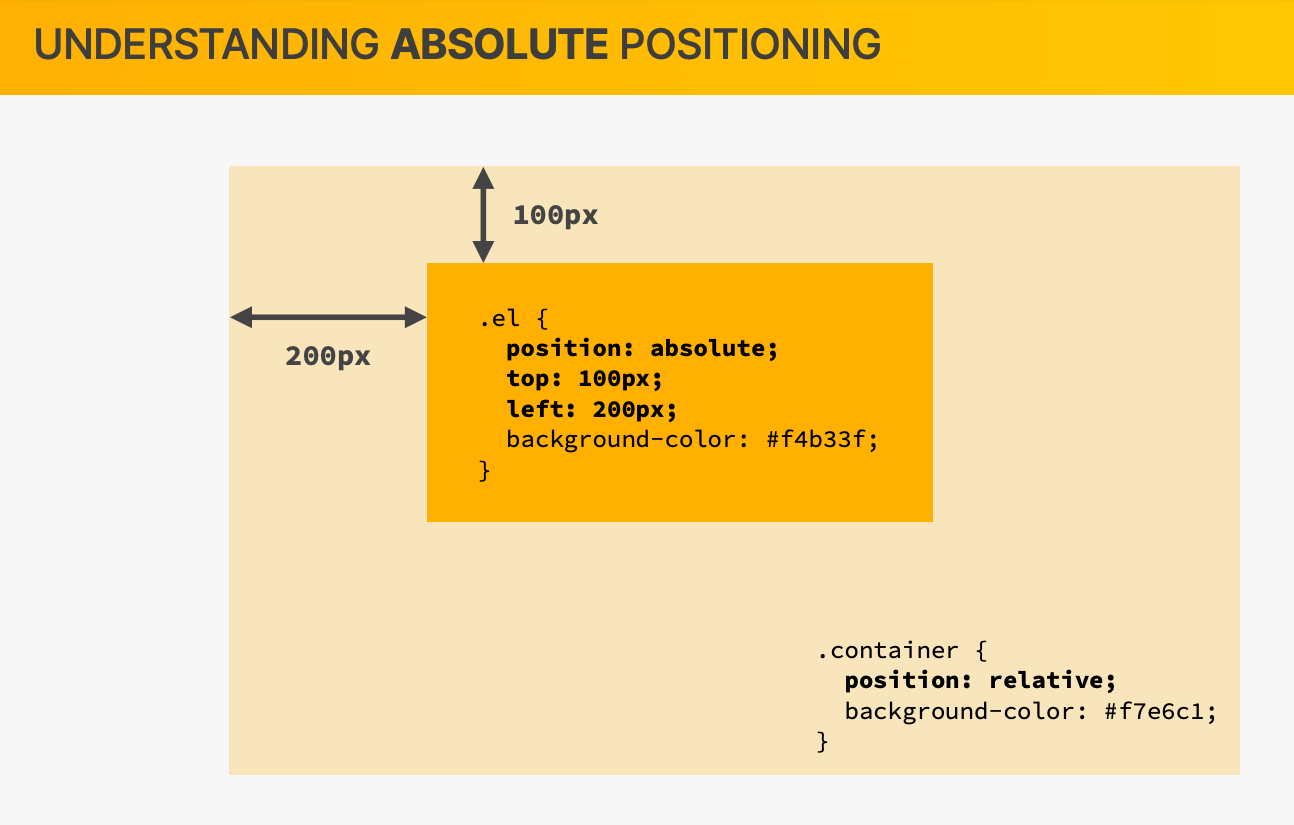 UNDERSTANDING ABSOLUTE POSITIONING
100px
200px
.el {
position: absolute;
top: 100px;
left: 200px;
background-color: #f4b33f;
}
.container {
position: relative;
background-color: #f7e6c1;
}